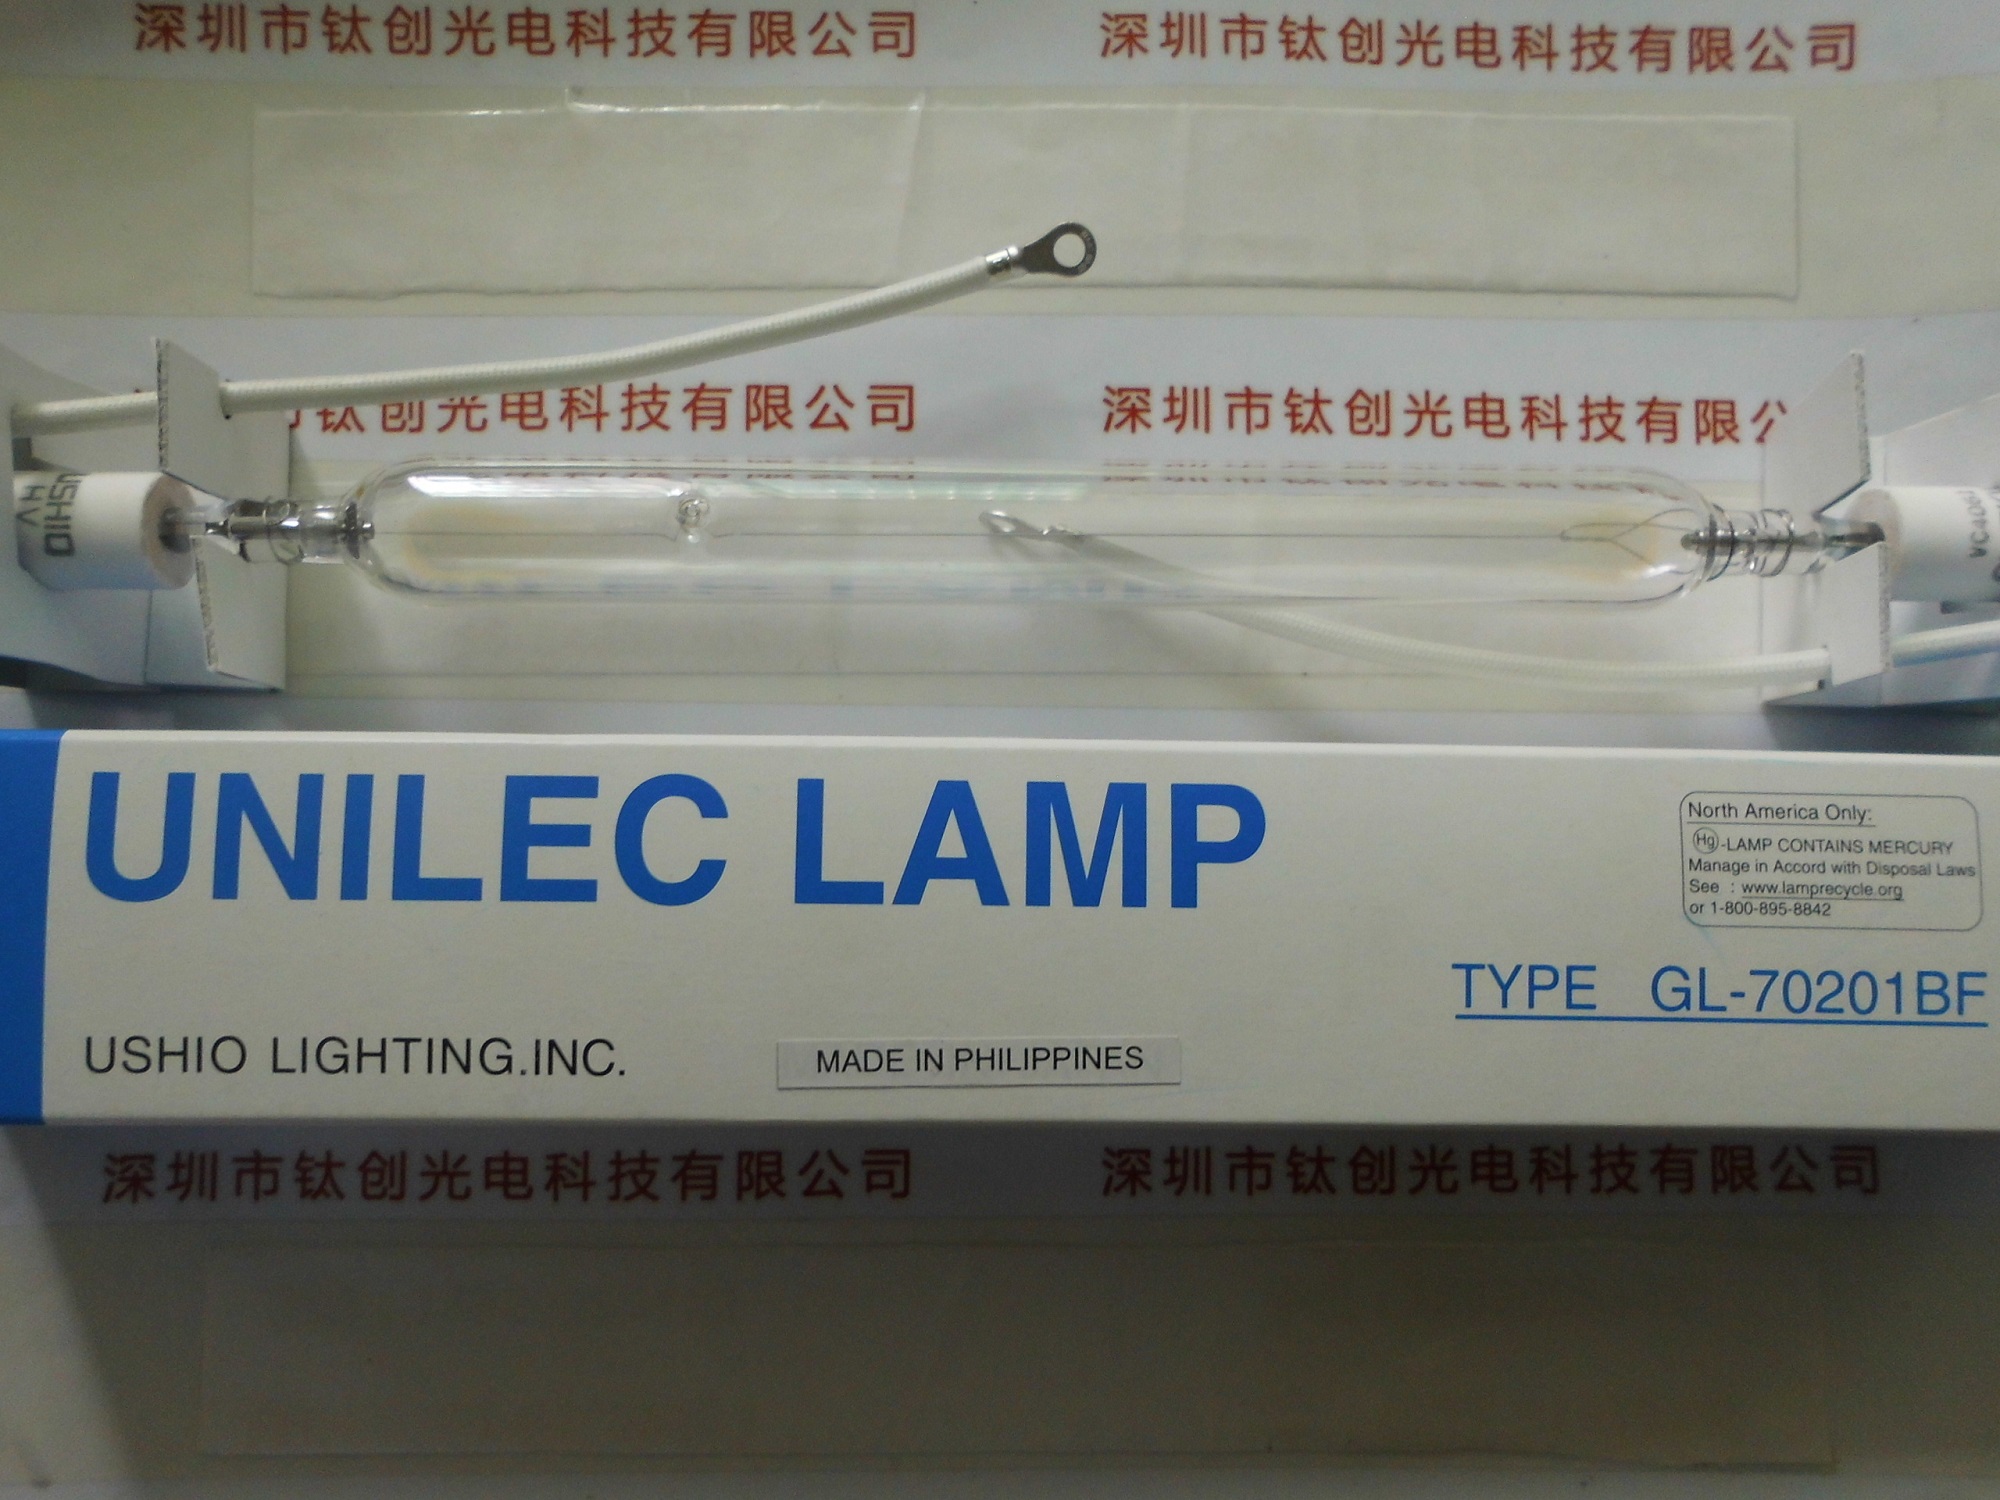 深圳市钛创光电科技有限公司 深圳市钛创光电科技有限公司
市钛创光电科技有限公司 深圳市钛创光电科技有限公
USHIO
UNILEC LAMP
North America Only:
Hg-LAMP CONTAINS MERCURY
Manage in Accord with Disposal Laws
See : www.lamprecycle.org
or 1-800-895-8842
TYPE GL-70201BF
USHIO LIGHTING.INC.
MADE IN PHILIPPINES
深圳市钛创光电科技有限公司 深圳市钛创光电科技有限公司